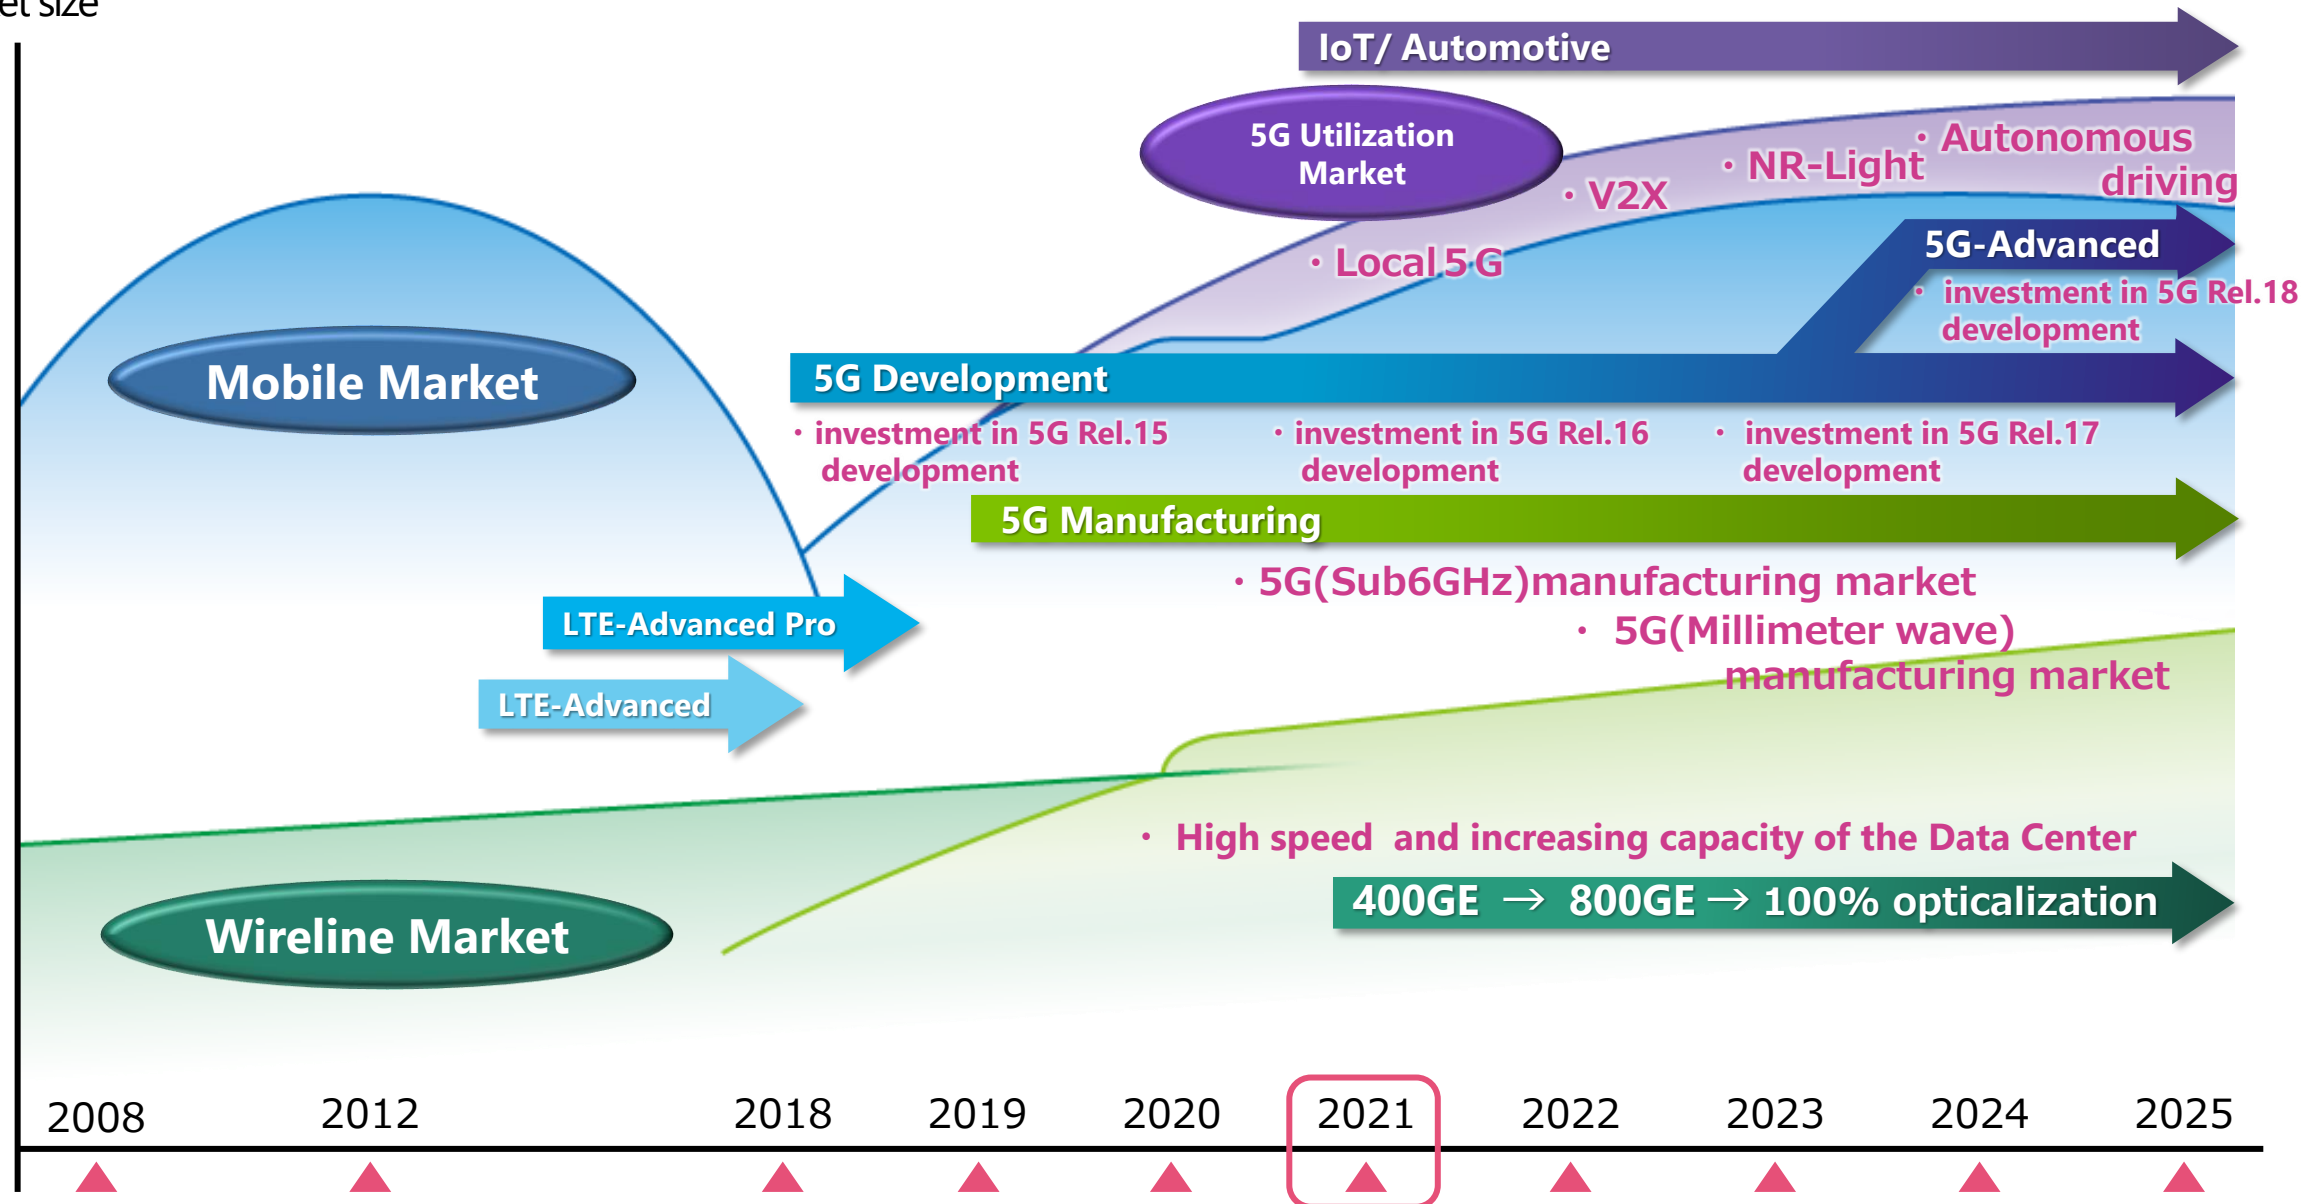 size
IoT/ Automotive
5G Utilization
Market
・Autonomous
driving
・NR-Light
・V2X
・Local5G
5G-Advanced
・ investment in 5G Rel.18
development
Mobile Market
5G Development
・investment in 5G Rel.15
development
・investment in 5G Rel.16
development
・ investment in 5G Rel.17
development
5G Manufacturing
・5G(Sub6GHz)manufacturing market
・ 5G(Millimeter wave)
manufacturing market
LTE-Advanced Pro
LTE-Advanced
・ High speed and increasing capacity of the Data Center
400GE → 800GE → 100% opticalization
Wireline Market
2008 2012 2018 2019 2020 2021 2022 2023 2024 2025